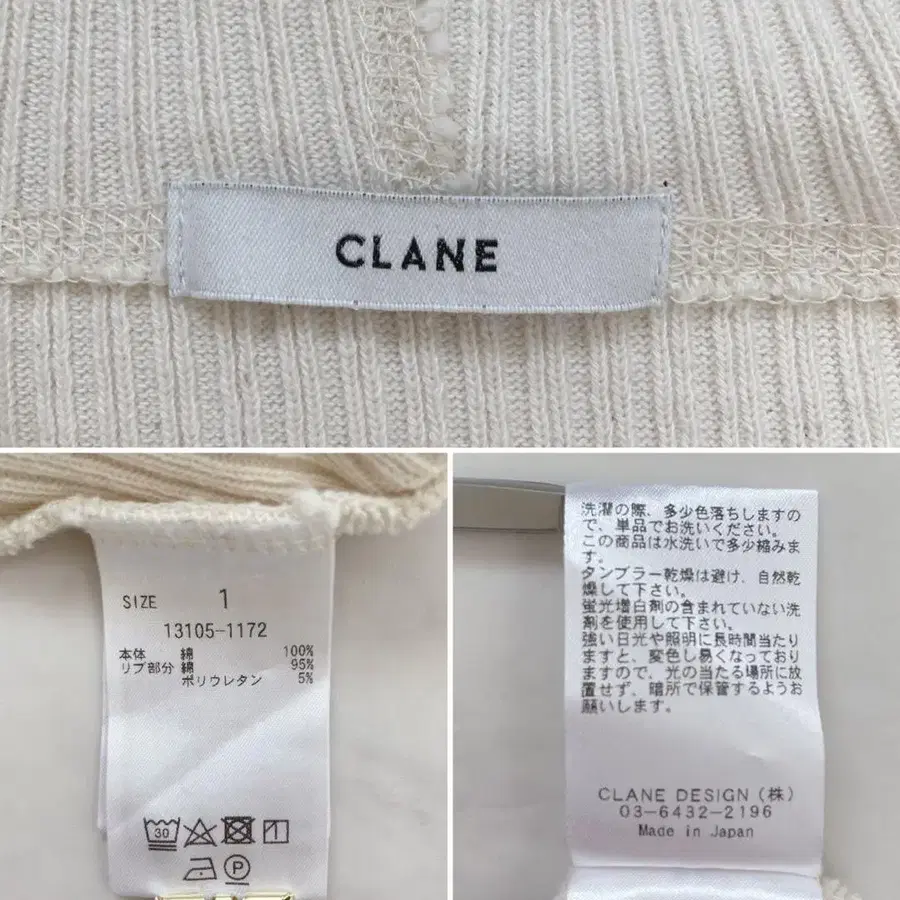 CLANE
SIZE 1
13105-1172
本体 綿 100%
リブ部分 綿 95%
ポリウレタン 5%
30
P
洗濯の際、多少色落ちしますの
で、単品でお洗いください。
この商品は水洗いで多少縮みま
す。
タンブラー乾燥は避け、自然乾
燥して下さい。
蛍光増白剤の含まれていない洗
剤を使用して下さい。
強い日光や照明に長時間当たり
ますと、変色し易くなっており
ますので、光の当たる場所に放
置せず、暗所で保管するようお
願いします。
CLANE DESIGN (株)
03-6432-2196
Made in Japan